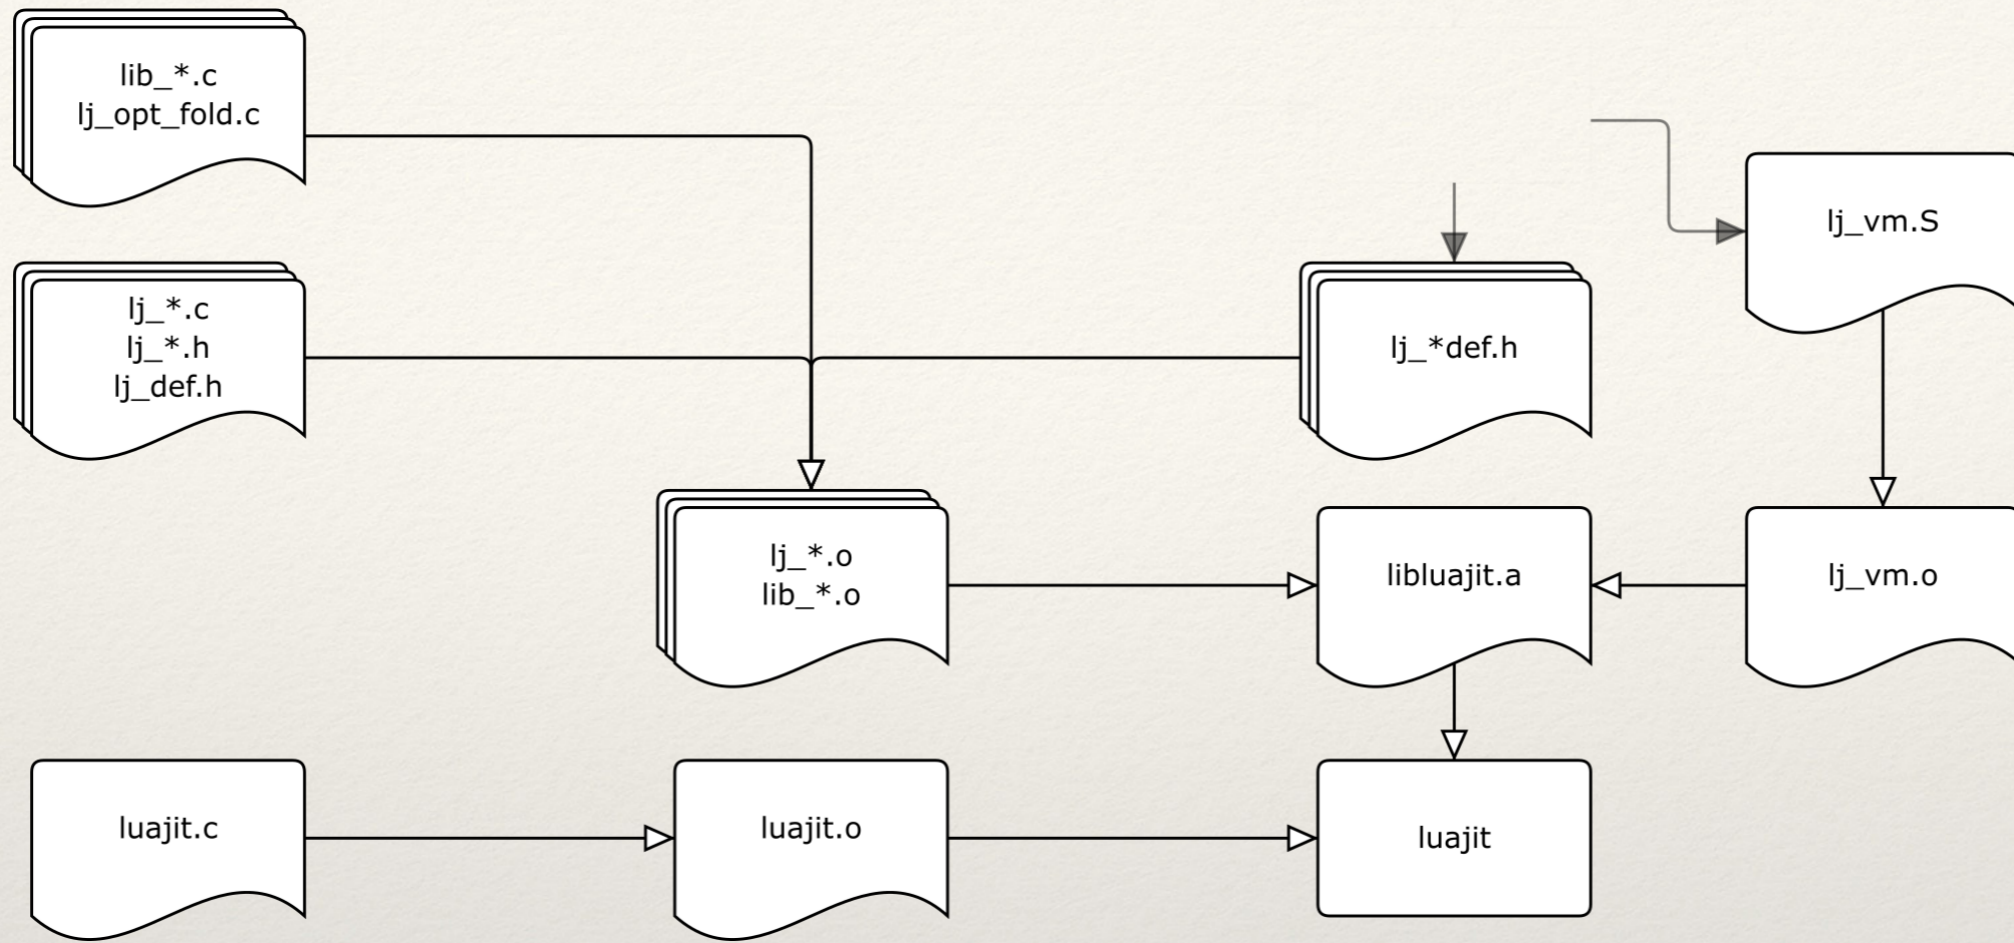 lib_*.c
lj_opt_fold.c
lj_vm.S
lj_*.c
lj_*.h
lj_def.h
lj_*def.h
lj_*.o
lib_*.o
libluajit.a
lj_vm.o
luajit.c
luajit.o
luajit